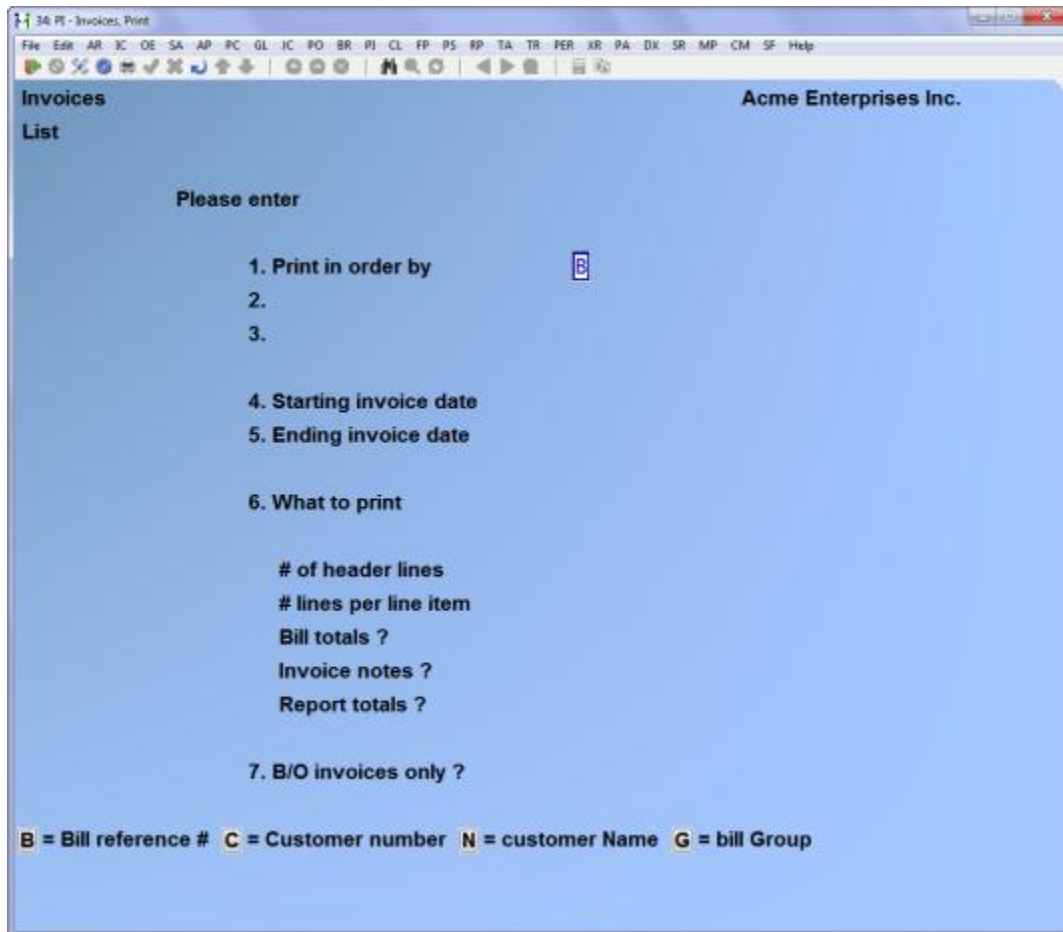 34: PI - Invoices, Print
File Edit AR IC OE SA AP PC GL JC PO BR PJ CL FP PS RP TA TR PER XR PA DX SR MP CM SF Help
Invoices Acme Enterprises Inc.
List
Please enter
1. Print in order by B
2.
3.
4. Starting invoice date
5. Ending invoice date
6. What to print
# of header lines
# lines per line item
Bill totals ?
Invoice notes ?
Report totals ?
7. B/O invoices only ?
B = Bill reference # C = Customer number N = customer Name G = bill Group